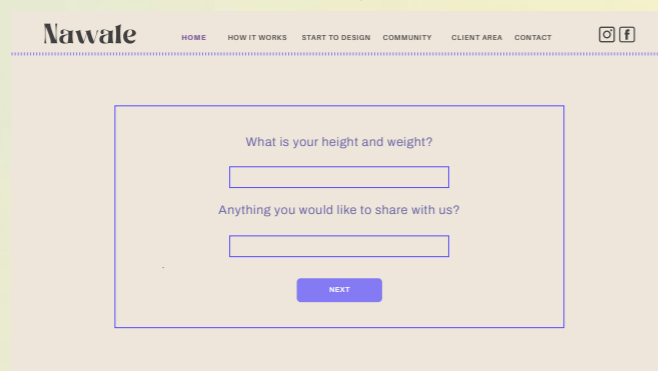 Nawale
HOME HOW IT WORKS START TO DESIGN COMMUNITY CLIENT AREA CONTACT
What is your height and weight?
Anything you would like to share with us?
NEXT